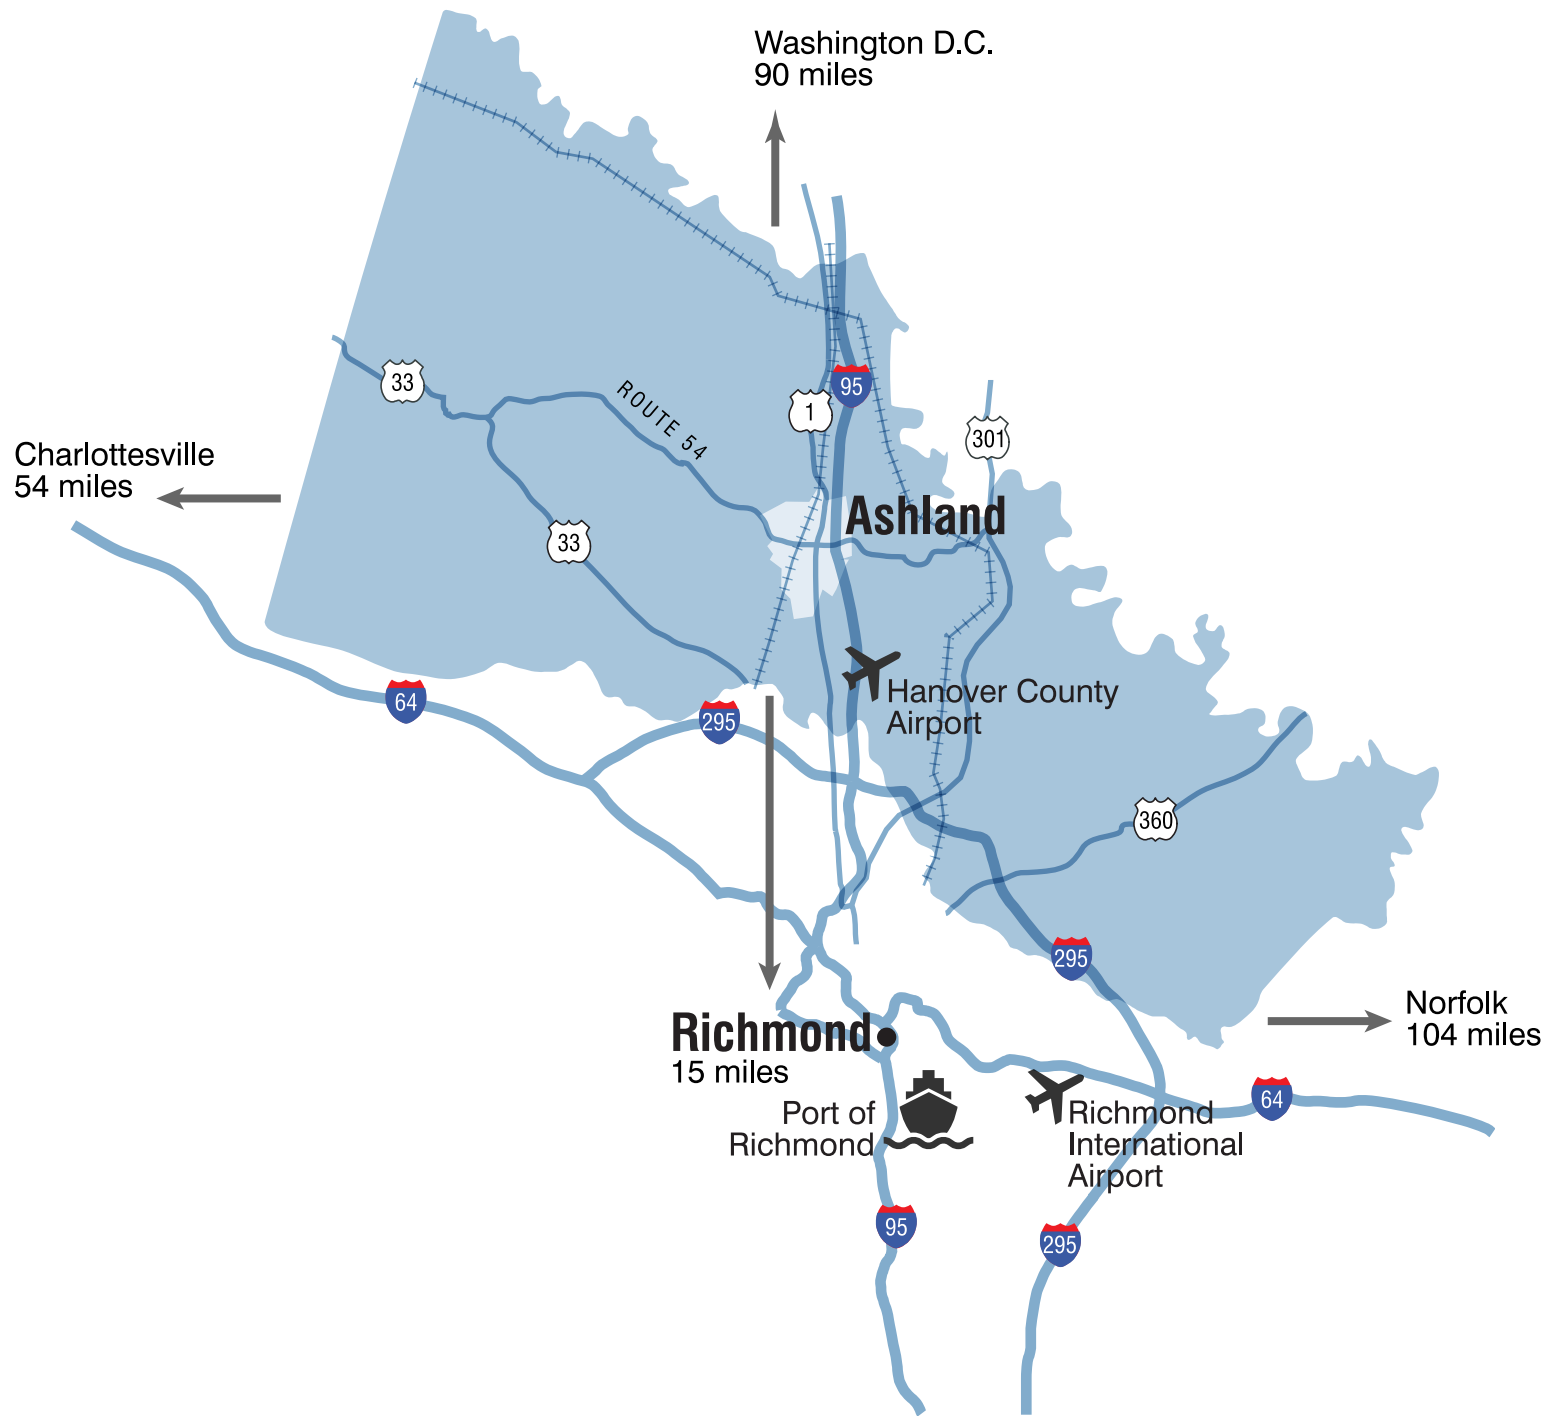 Washington D.C.
90 miles
33
ROUTE 54
1
95
301
Charlottesville
54 miles
Ashland
33
Hanover County
Airport
64
295
360
295
Norfolk
104 miles
Richmond
15 miles
Port of
Richmond
Richmond
International
Airport
64
95
295